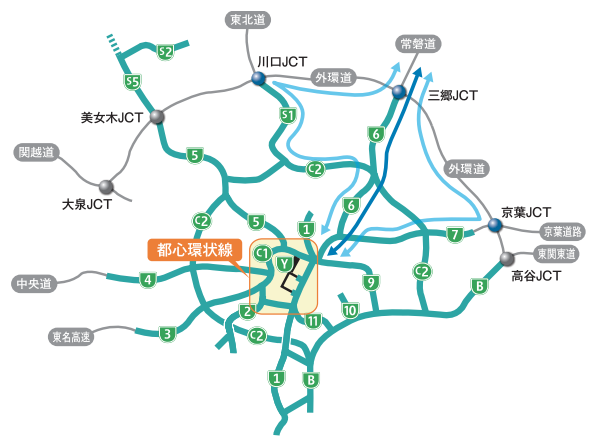 東北道
常磐道
S2
川口JCT
外環道
S5
三郷JCT
美女木JCT
S1
6
関越道
5
C2
外環道
大泉JCT
6
京葉JCT
C2
5
1
7
京葉道路
都心環状線
C1
東関東道
Y
高谷JCT
中央道
4
9
C2
B
2
10
東名高速
3
C2
11
1
B